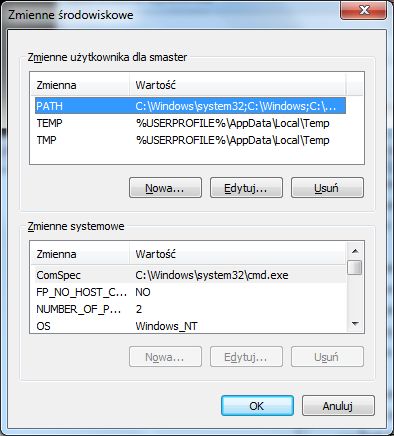 Zmienne środowiskowe
Zmienne użytkownika dla smaster
Zmienna Wartość
PATH C:\Windows\system32;C:\Windows;C:\...
TEMP %USERPROFILE%\AppData\Local\Temp
TMP %USERPROFILE%\AppData\Local\Temp
Nowa... Edytuj... Usuń
Zmienne systemowe
Zmienna Wartość
ComSpec C:\Windows\system32\cmd.exe
FP_NO_HOST_C... NO
NUMBER_OF_P... 2
OS Windows_NT
Nowa... Edytuj... Usuń
OK Anuluj